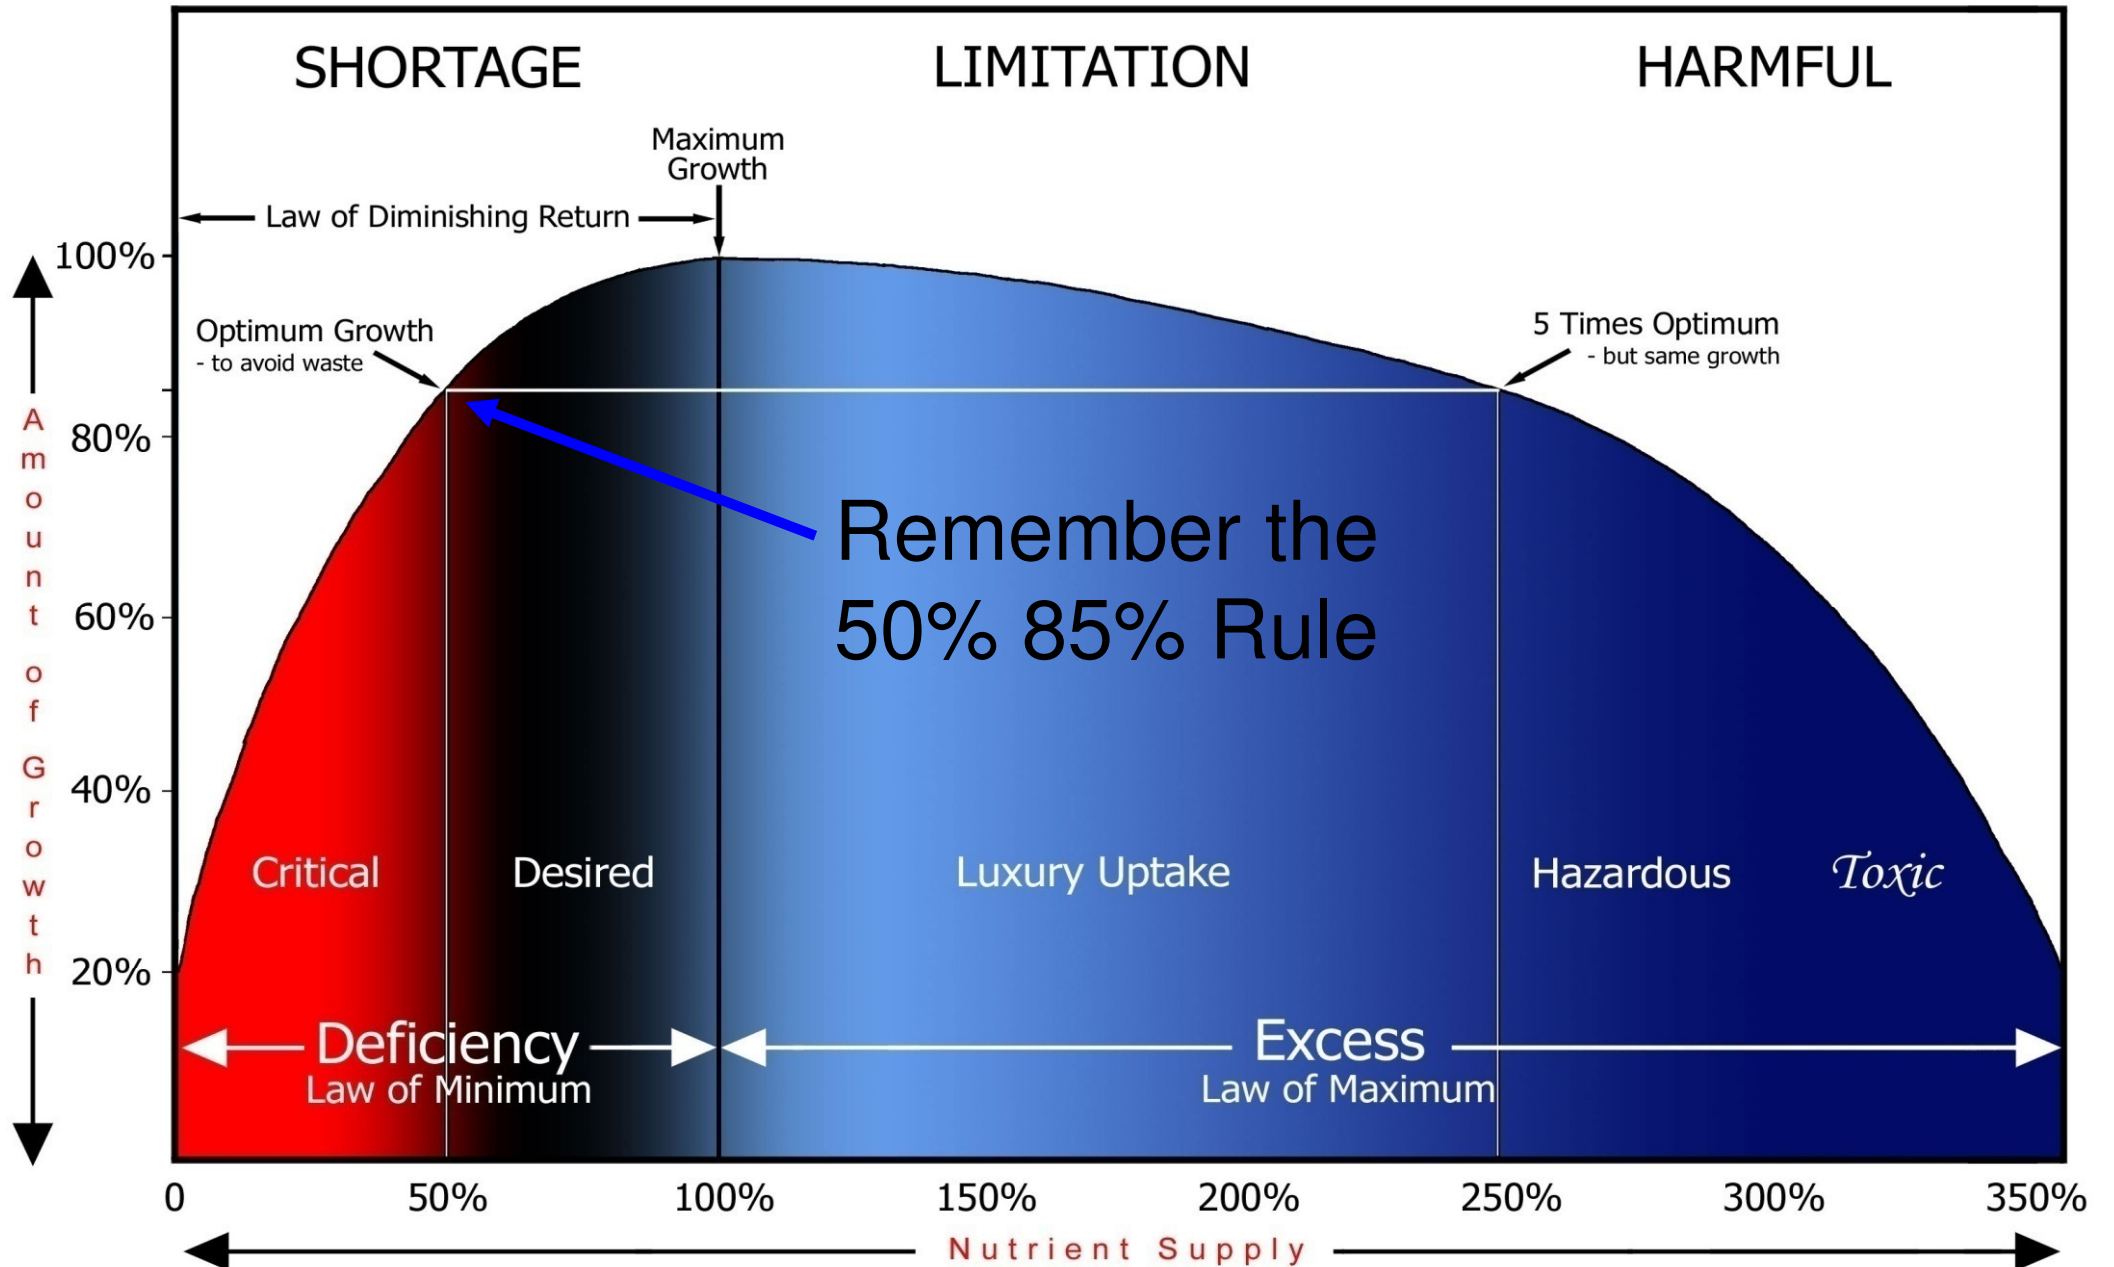 SHORTAGE
LIMITATION
HARMFUL
Maximum
Growth
Law of Diminishing Return
100%
Optimum Growth
- to avoid waste
5 Times Optimum
- but same growth
80%
Remember the
50% 85% Rule
60%
40%
20%
Amount of Growth
Critical
Desired
Luxury Uptake
Hazardous
Toxic
Deficiency
Law of Minimum
Excess
Law of Maximum
0
50%
100%
150%
200%
250%
300%
350%
Nutrient Supply